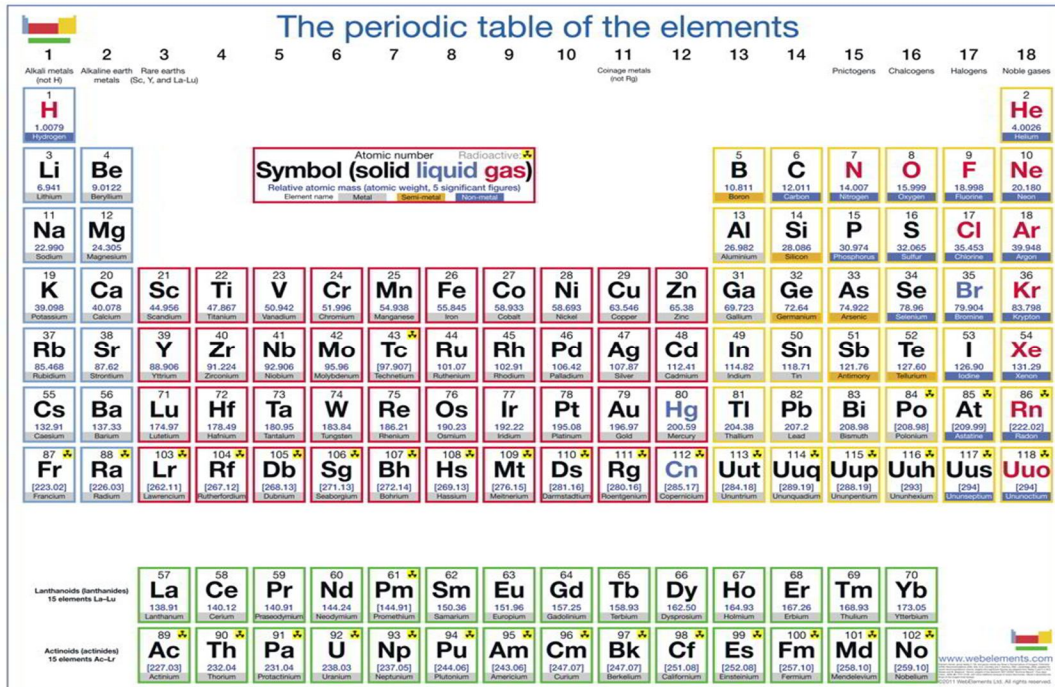 The periodic table of the elements
1 2 3 4 5 6 7 8 9 10 11 12 13 14 15 16 17 18
Alkali metals Alkaline earth Rare earths Coinage metals Pnictogens Chalcogens Halogens Noble gases
(not H) metals (Sc, Y, and La-Lu) (not Rg)
1 2
H He
1.0079 4.0026
Hydrogen Helium
Atomic number Radioactive:
Symbol (solid liquid gas)
Relative atomic mass (atomic weight, 5 significant figures)
Element name Metal Semi-metal Non-metal
3 4 5 6 7 8 9 10
Li Be B C N O F Ne
6.941 9.0122 10.811 12.011 14.007 15.999 18.998 20.180
Lithium Beryllium Boron Carbon Nitrogen Oxygen Fluorine Neon
11 12 13 14 15 16 17 18
Na Mg Al Si P S Cl Ar
22.990 24.305 26.982 28.086 30.974 32.065 35.453 39.948
Sodium Magnesium Aluminium Silicon Phosphorus Sulfur Chlorine Argon
19 20 21 22 23 24 25 26 27 28 29 30 31 32 33 34 35 36
K Ca Sc Ti V Cr Mn Fe Co Ni Cu Zn Ga Ge As Se Br Kr
39.098 40.078 44.956 47.867 50.942 51.996 54.938 55.845 58.933 58.693 63.546 65.38 69.723 72.64 74.922 78.96 79.904 83.798
Potassium Calcium Scandium Titanium Vanadium Chromium Manganese Iron Cobalt Nickel Copper Zinc Gallium Germanium Arsenic Selenium Bromine Krypton
37 38 39 40 41 42 43 44 45 46 47 48 49 50 51 52 53 54
Rb Sr Y Zr Nb Mo Tc Ru Rh Pd Ag Cd In Sn Sb Te I Xe
85.468 87.62 88.906 91.224 92.906 95.96 [97.907] 101.07 102.91 106.42 107.87 112.41 114.82 118.71 121.76 127.60 126.90 131.29
Rubidium Strontium Yttrium Zirconium Niobium Molybdenum Technetium Ruthenium Rhodium Palladium Silver Cadmium Indium Tin Antimony Tellurium Iodine Xenon
55 56 71 72 73 74 75 76 77 78 79 80 81 82 83 84 85 86
Cs Ba Lu Hf Ta W Re Os Ir Pt Au Hg Tl Pb Bi Po At Rn
132.91 137.33 174.97 178.49 180.95 183.84 186.21 190.23 192.22 195.08 196.97 200.59 204.38 207.2 208.98 [208.98] [209.99] [222.02]
Caesium Barium Lutetium Hafnium Tantalum Tungsten Rhenium Osmium Iridium Platinum Gold Mercury Thallium Lead Bismuth Polonium Astatine Radon
87 88 103 104 105 106 107 108 109 110 111 112 113 114 115 116 117 118
Fr Ra Lr Rf Db Sg Bh Hs Mt Ds Rg Cn Uut Uuq Uup Uuh Uus Uuo
[223.02] [226.03] [262.11] [267.12] [268.13] [271.13] [272.14] [269.13] [276.15] [281.16] [280.16] [285.17] [284.18] [289.19] [288.19] [293] [294] [294]
Francium Radium Lawrencium Rutherfordium Dubnium Seaborgium Bohrium Hassium Meitnerium Darmstadtium Roentgenium Copernicium Ununtrium Ununquadium Ununpentium Ununhexium Ununseptium Ununoctium
Lanthanoids (lanthanides)
15 elements La–Lu
57 58 59 60 61 62 63 64 65 66 67 68 69 70
La Ce Pr Nd Pm Sm Eu Gd Tb Dy Ho Er Tm Yb
138.91 140.12 140.91 144.24 [144.91] 150.36 151.96 157.25 158.93 162.50 164.93 167.26 168.93 173.05
Lanthanum Cerium Praseodymium Neodymium Promethium Samarium Europium Gadolinium Terbium Dysprosium Holmium Erbium Thulium Ytterbium
Actinoids (actinides)
15 elements Ac–Lr
89 90 91 92 93 94 95 96 97 98 99 100 101 102
Ac Th Pa U Np Pu Am Cm Bk Cf Es Fm Md No
[227.03] 232.04 231.04 238.03 [237.05] [244.06] [243.06] [247.07] [247.07] [251.08] [252.08] [257.10] [258.10] [259.10]
Actinium Thorium Protactinium Uranium Neptunium Plutonium Americium Curium Berkelium Californium Einsteinium Fermium Mendelevium Nobelium
www.webelements.com
©2011 WebElements Ltd. All rights reserved.